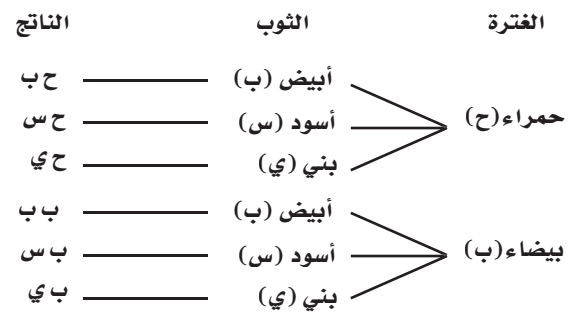 الغترة الثوب الناتج
أبيض (ب) ح ب
حمراء (ح) أسود (س) ح س
بني (ي) ح ي
أبيض (ب) ب ب
بيضاء (ب) أسود (س) ب س
بني (ي) ب ي